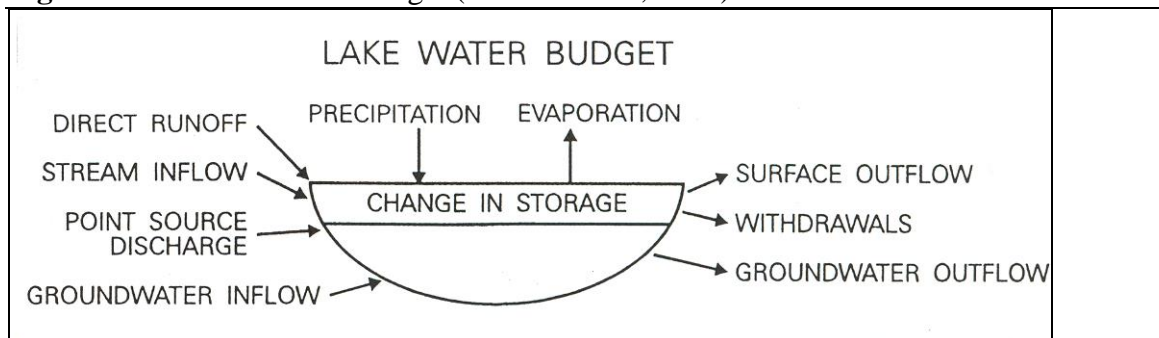 LAKE WATER BUDGET
DIRECT RUNOFF
PRECIPITATION
EVAPORATION
STREAM INFLOW
SURFACE OUTFLOW
CHANGE IN STORAGE
POINT SOURCE
DISCHARGE
WITHDRAWALS
GROUNDWATER INFLOW
GROUNDWATER OUTFLOW